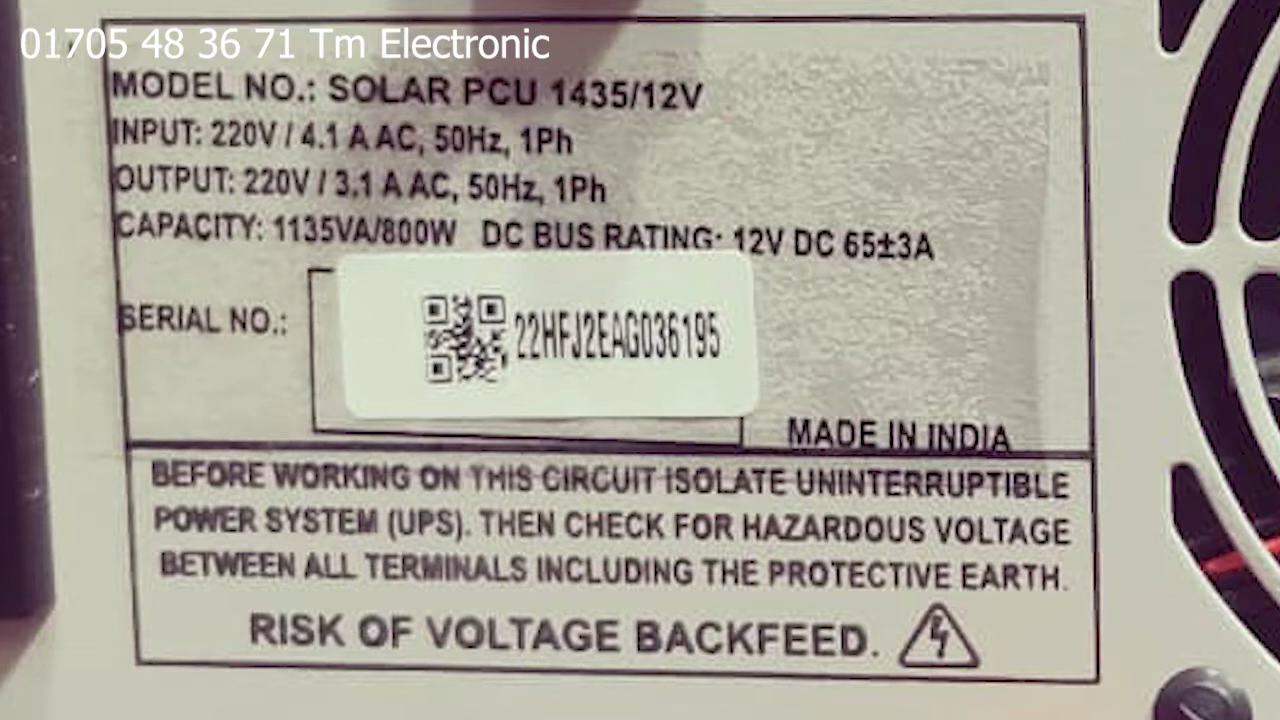 01705 48 36 71 Tm Electronic
MODEL NO.: SOLAR PCU 1435/12V
INPUT: 220V / 4.1 A AC, 50Hz, 1Ph
OUTPUT: 220V / 3.1 A AC, 50Hz, 1Ph
CAPACITY: 1135VA/800W DC BUS RATING: 12V DC 65±3A
SERIAL NO.: 22HFJ2EAG036195
MADE IN INDIA
BEFORE WORKING ON THIS CIRCUIT ISOLATE UNINTERRUPTIBLE
POWER SYSTEM (UPS). THEN CHECK FOR HAZARDOUS VOLTAGE
BETWEEN ALL TERMINALS INCLUDING THE PROTECTIVE EARTH.
RISK OF VOLTAGE BACKFEED.